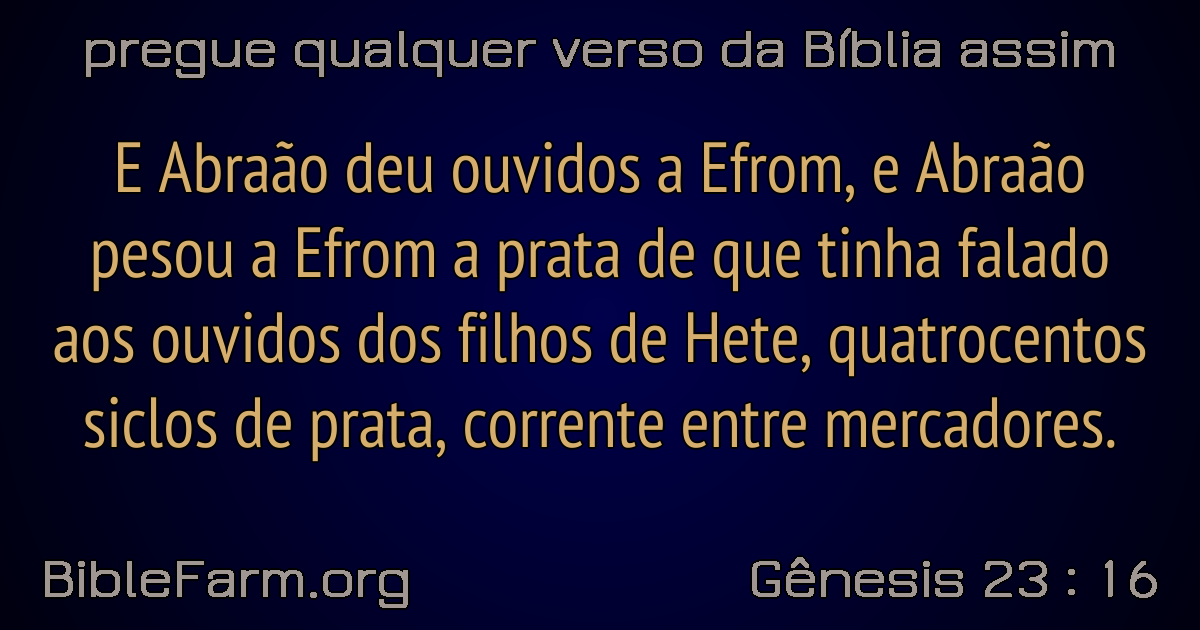 pregue qualquer verso da Bíblia assim
E Abraão deu ouvidos a Efrom, e Abraão
pesou a Efrom a prata de que tinha falado
aos ouvidos dos filhos de Hete, quatrocentos
siclos de prata, corrente entre mercadores.
BibleFarm.org
Gênesis 23 : 16